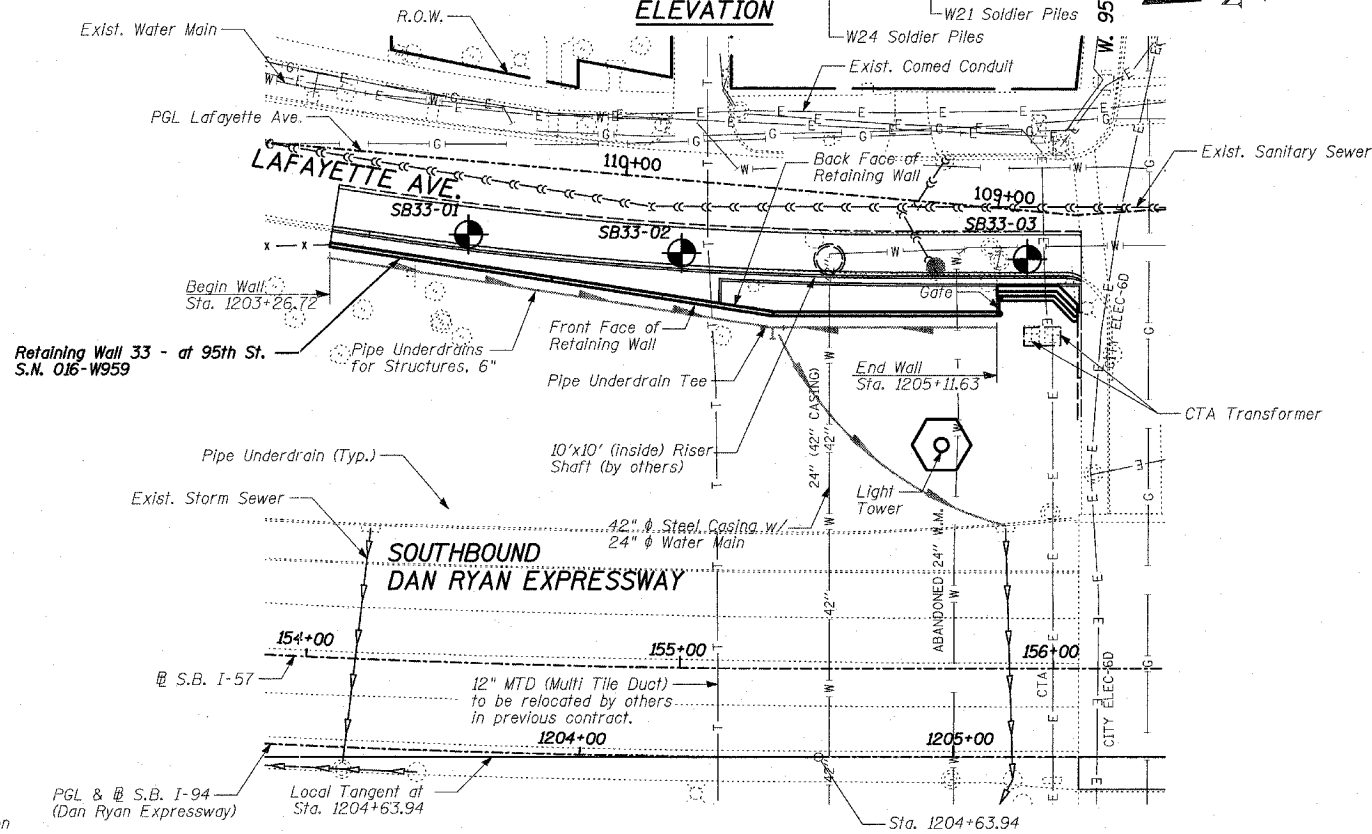 ELEVATION
W21 Soldier Piles
W24 Soldier Piles
W. 95
R.O.W.
Exist. Water Main
Exist. Comed Conduit
PGL Lafayette Ave.
110+00
Back Face of
Retaining Wall
Exist. Sanitary Sewer
LAFAYETTE AVE.
109+00
SB33-01
SB33-02
SB33-03
Begin Wall
Sta. 1203+26.72
Gate
ELEC-6D
Front Face of
Retaining Wall
Retaining Wall 33 - at 95th St.
S.N. 016-W959
Pipe Underdrains
for Structures, 6"
Pipe Underdrain Tee
End Wall
Sta. 1205+11.63
CTA Transformer
24" (42" CASING)
42"
10'x10' (inside) Riser
Shaft (by others)
Pipe Underdrain (Typ.)
Light
Tower
Exist. Storm Sewer
42" ϕ Steel Casing w/
24" ϕ Water Main
SOUTHBOUND
DAN RYAN EXPRESSWAY
ABANDONED 24" W.M.
42"
154+00
155+00
156+00
℄ S.B. I-57
12" MTD (Multi Tile Duct)
to be relocated by others
in previous contract.
CTA
CITY ELEC-6D
1204+00
1205+00
42"
PGL & ℄ S.B. I-94
(Dan Ryan Expressway)
Local Tangent at
Sta. 1204+63.94
Sta. 1204+63.94
on